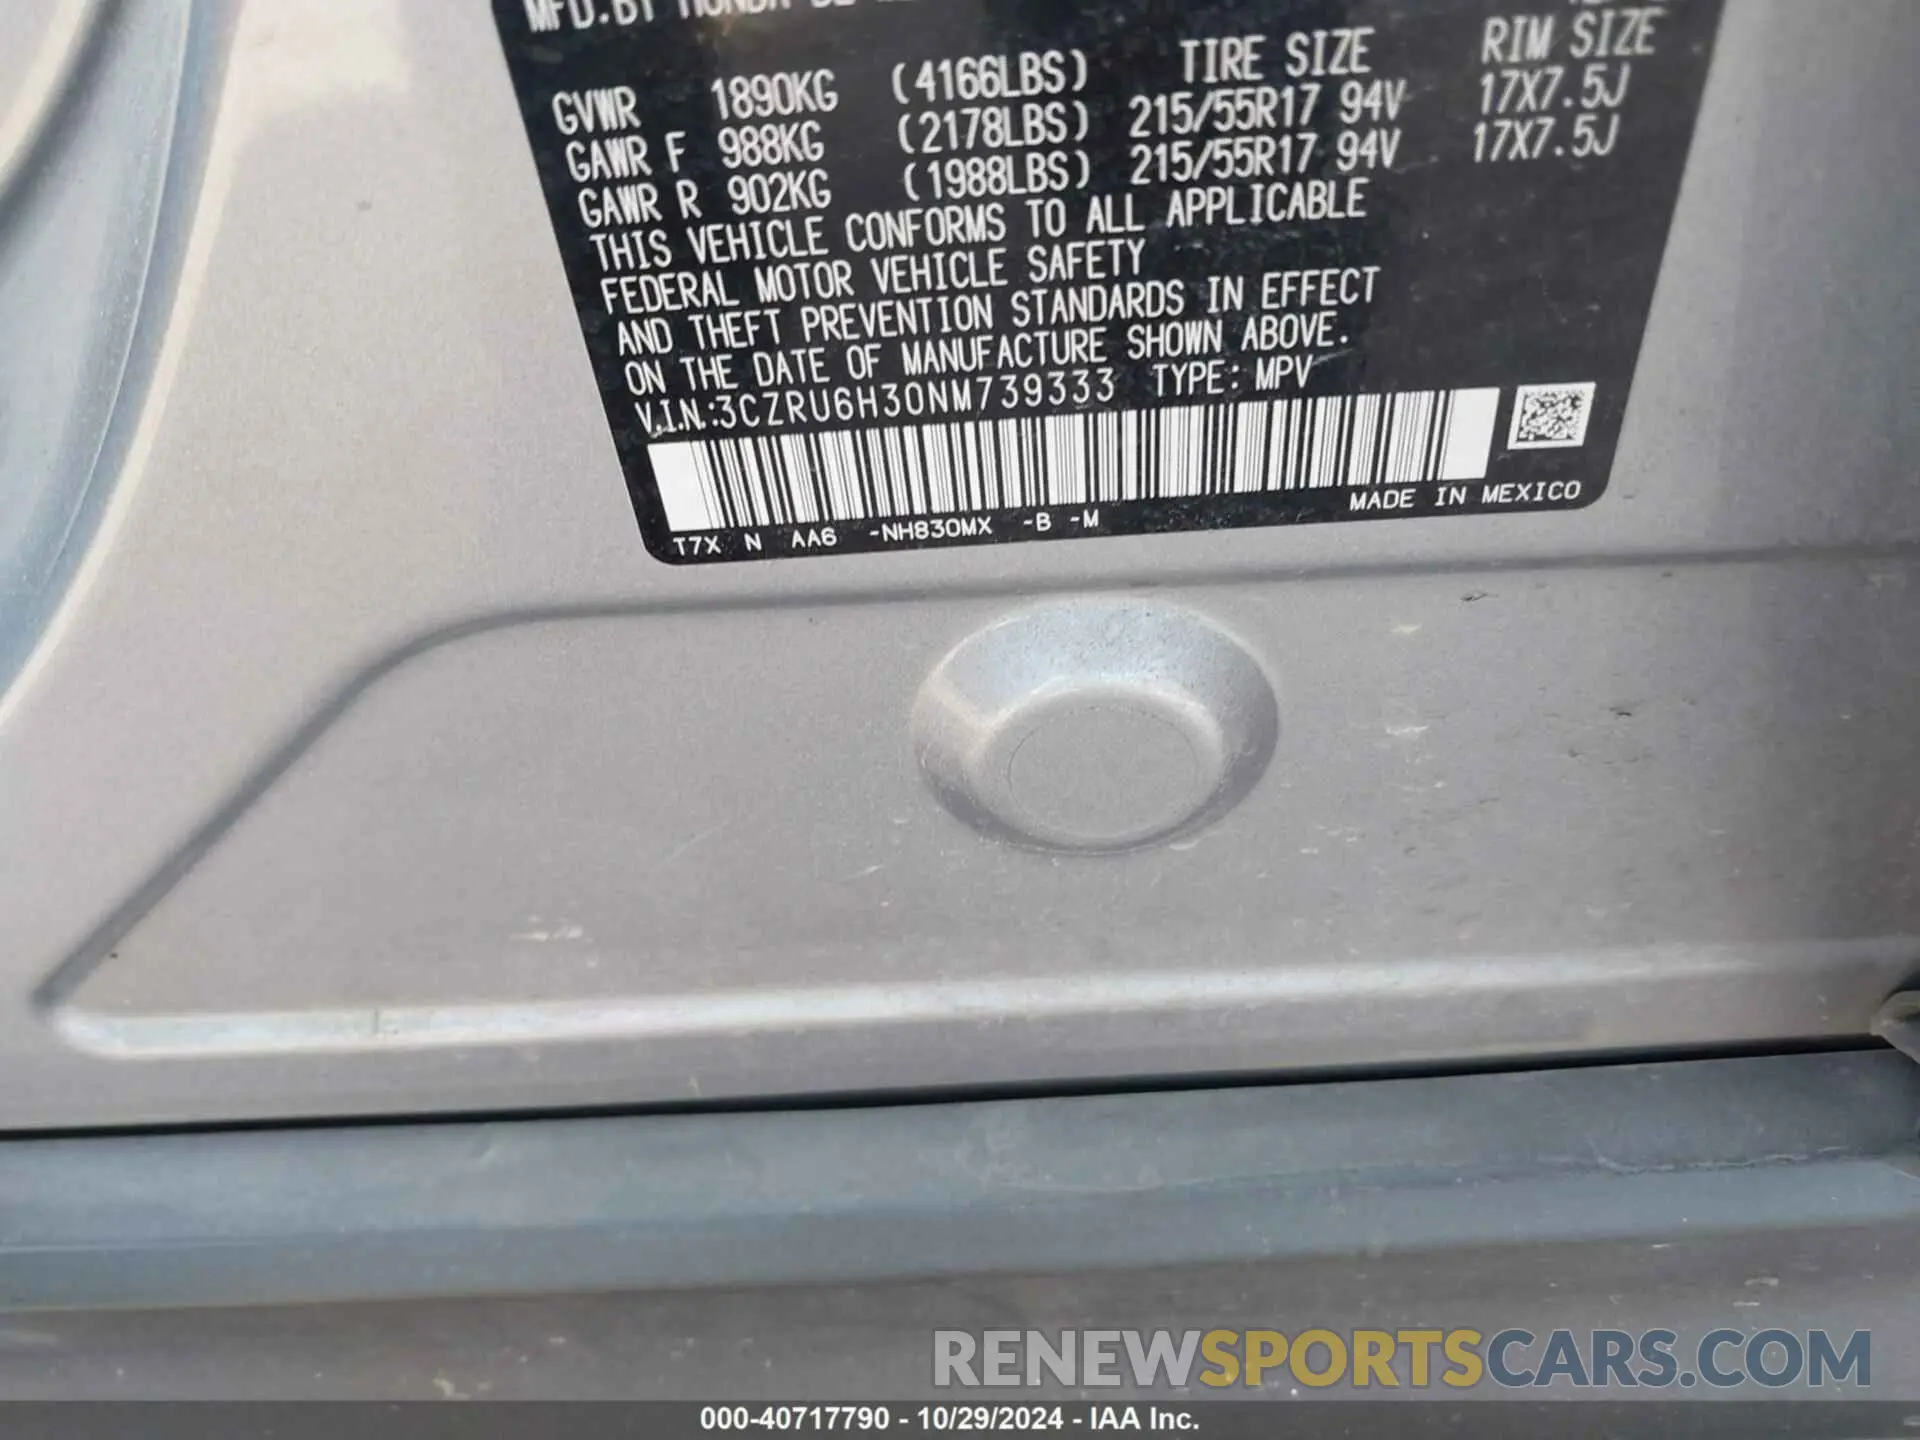 MFD.BY HONDA
TIRE SIZE RIM SIZE
GVWR 1890KG (4166LBS)
GAWR F 988KG (2178LBS) 215/55R17 94V 17X7.5J
GAWR R 902KG (1988LBS) 215/55R17 94V 17X7.5J
THIS VEHICLE CONFORMS TO ALL APPLICABLE
FEDERAL MOTOR VEHICLE SAFETY
AND THEFT PREVENTION STANDARDS IN EFFECT
ON THE DATE OF MANUFACTURE SHOWN ABOVE.
V.I.N.:3CZRU6H30NM739333 TYPE: MPV
MADE IN MEXICO
T7X N AA6 -NH830MX -B -M
RENEWSPORTSCARS.COM
000-40717790 - 10/29/2024 - IAA Inc.